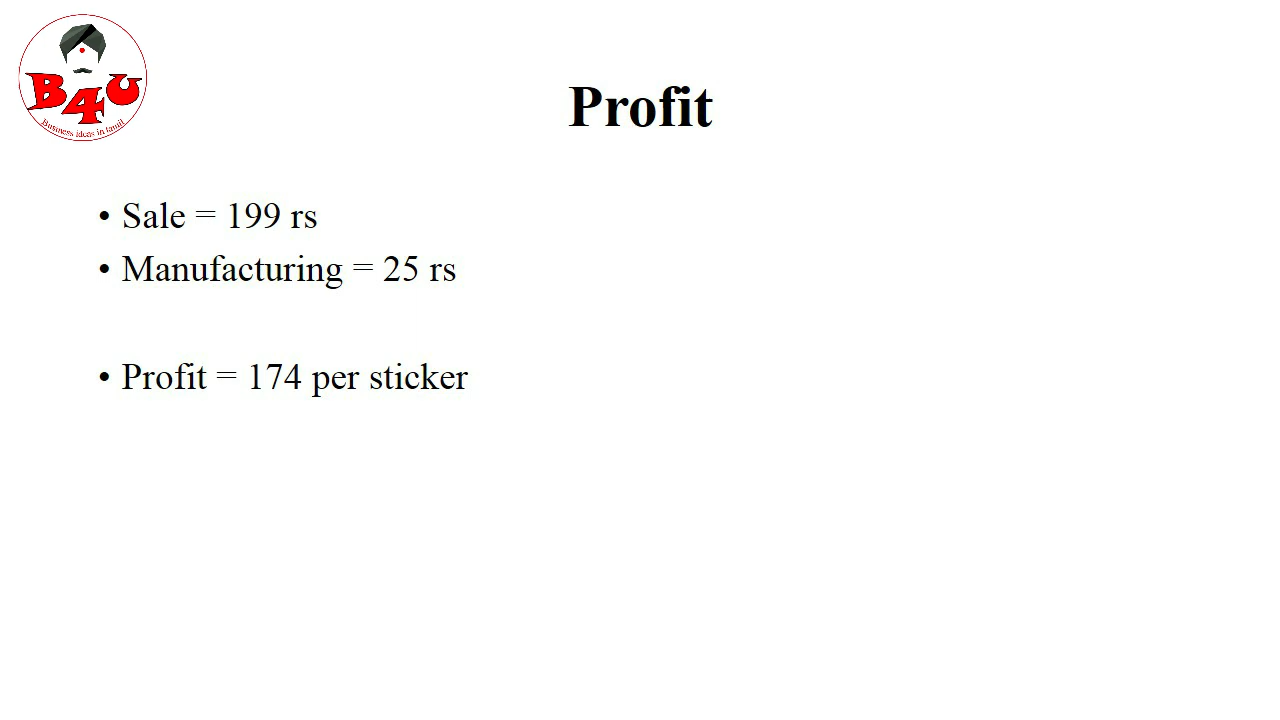 B4U
Business ideas in tamil
Profit
• Sale = 199 rs
• Manufacturing = 25 rs
• Profit = 174 per sticker